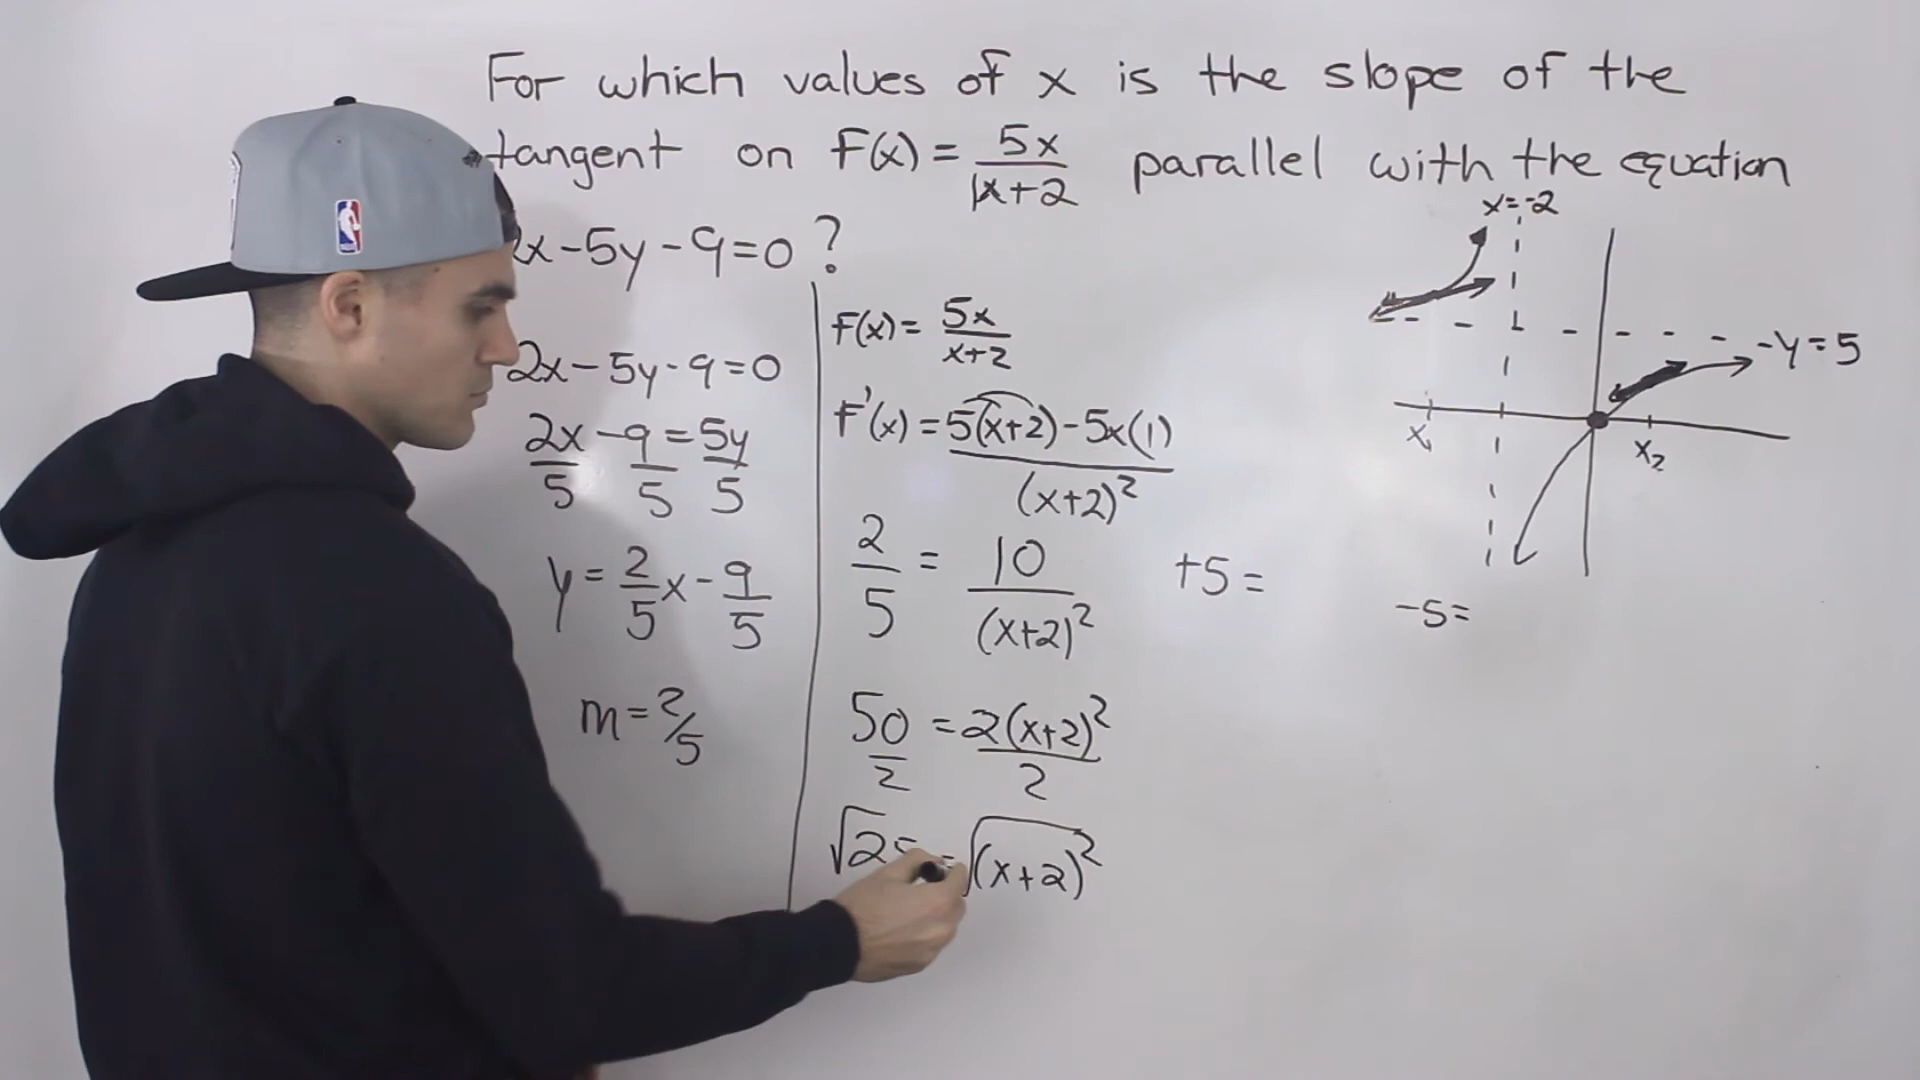 For which values of x is the slope of the
tangent on F(x) = 5x/x+2 parallel with the equation
2x-5y-9=0?
2x-5y-9=0
2x/5 -9/5 = 5y/5
y = 2/5 x - 9/5
m = 2/5
F(x) = 5x/x+2
F'(x) = 5(x+2)-5x(1)/(x+2)²
2/5 = 10/(x+2)²
50/2 = 2(x+2)²/2
√25 = √(x+2)²
+5 =
-5=
x=-2
-y=5
x₁
x₂